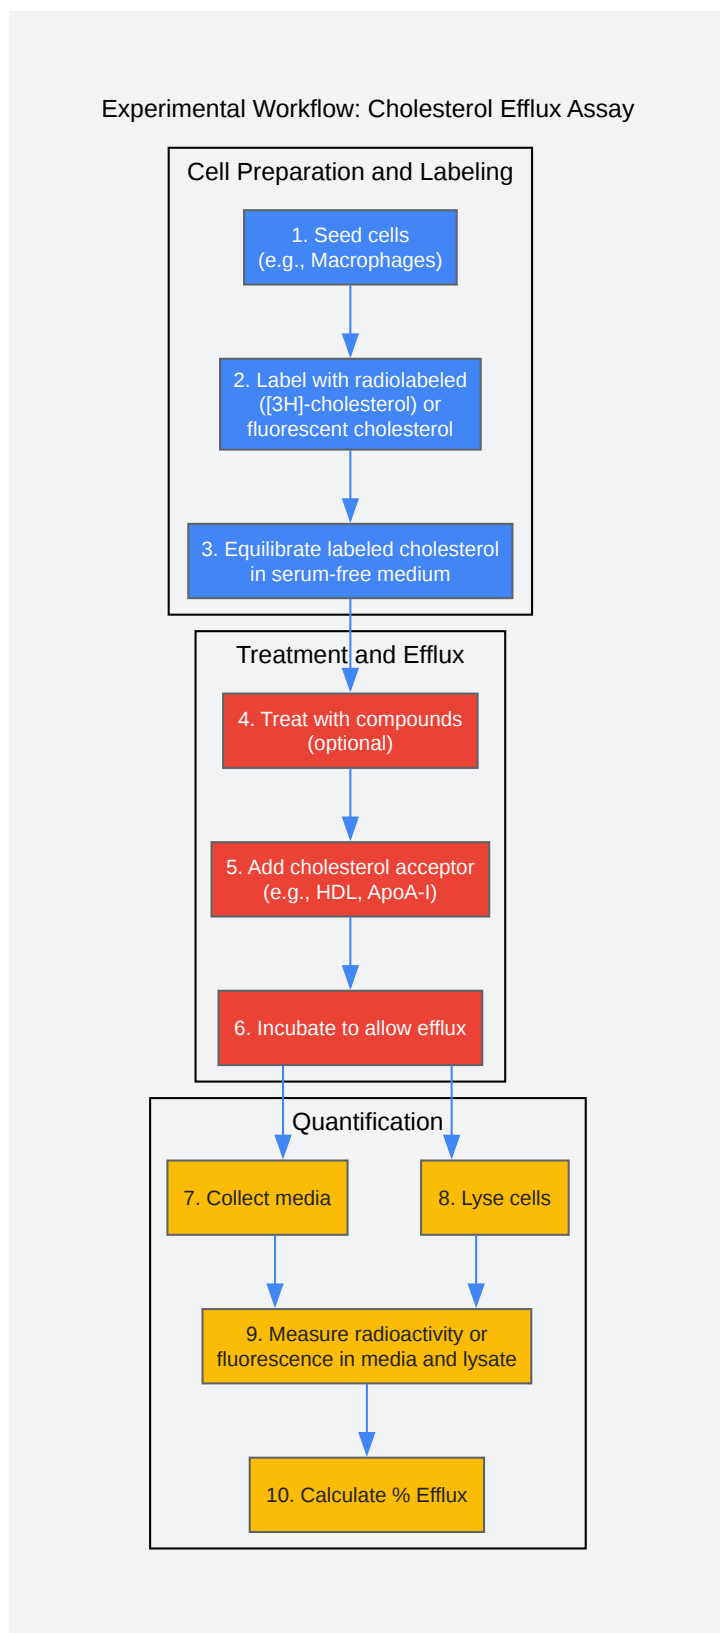 Experimental Workflow: Cholesterol Efflux Assay
Cell Preparation and Labeling
1. Seed cells
(e.g., Macrophages)
2. Label with radiolabeled
([3H]-cholesterol) or
fluorescent cholesterol
3. Equilibrate labeled cholesterol
in serum-free medium
Treatment and Efflux
4. Treat with compounds
(optional)
5. Add cholesterol acceptor
(e.g., HDL, ApoA-I)
6. Incubate to allow efflux
Quantification
7. Collect media
8. Lyse cells
9. Measure radioactivity or
fluorescence in media and lysate
10. Calculate % Efflux